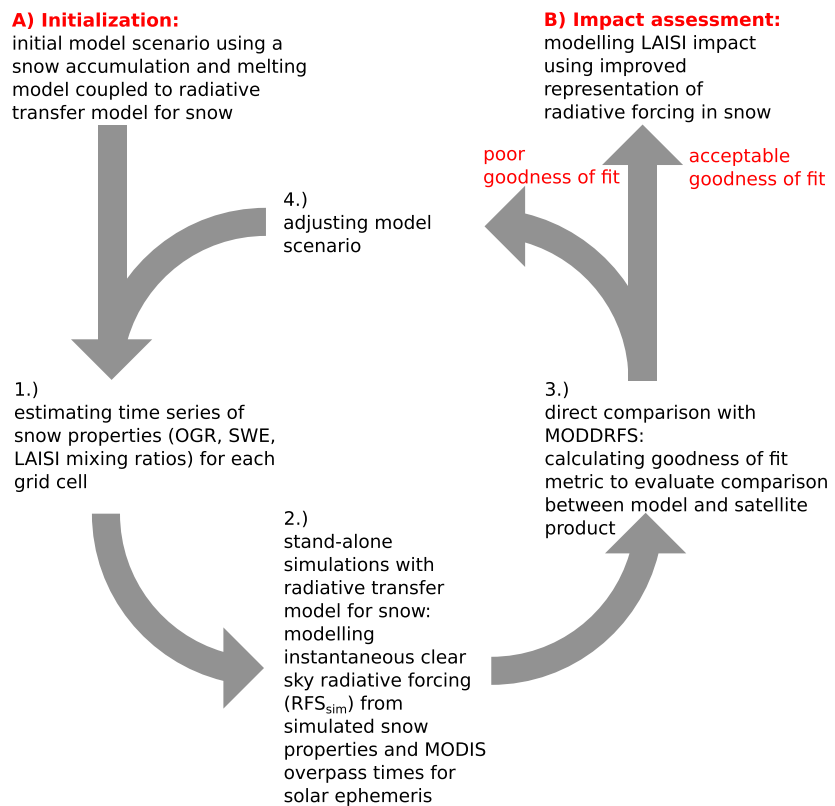 A) Initialization:
initial model scenario using a
snow accumulation and melting
model coupled to radiative
transfer model for snow
B) Impact assessment:
modelling LAISI impact
using improved
representation of
radiative forcing in snow
poor
goodness of fit
acceptable
goodness of fit
4.)
adjusting model
scenario
1.)
estimating time series of
snow properties (OGR, SWE,
LAISI mixing ratios) for each
grid cell
2.)
stand-alone
simulations with
radiative transfer
model for snow:
modelling
instantaneous clear
sky radiative forcing
(RFSsim) from
simulated snow
properties and MODIS
overpass times for
solar ephemeris
3.)
direct comparison with
MODDRFS:
calculating goodness of fit
metric to evaluate comparison
between model and satellite
product